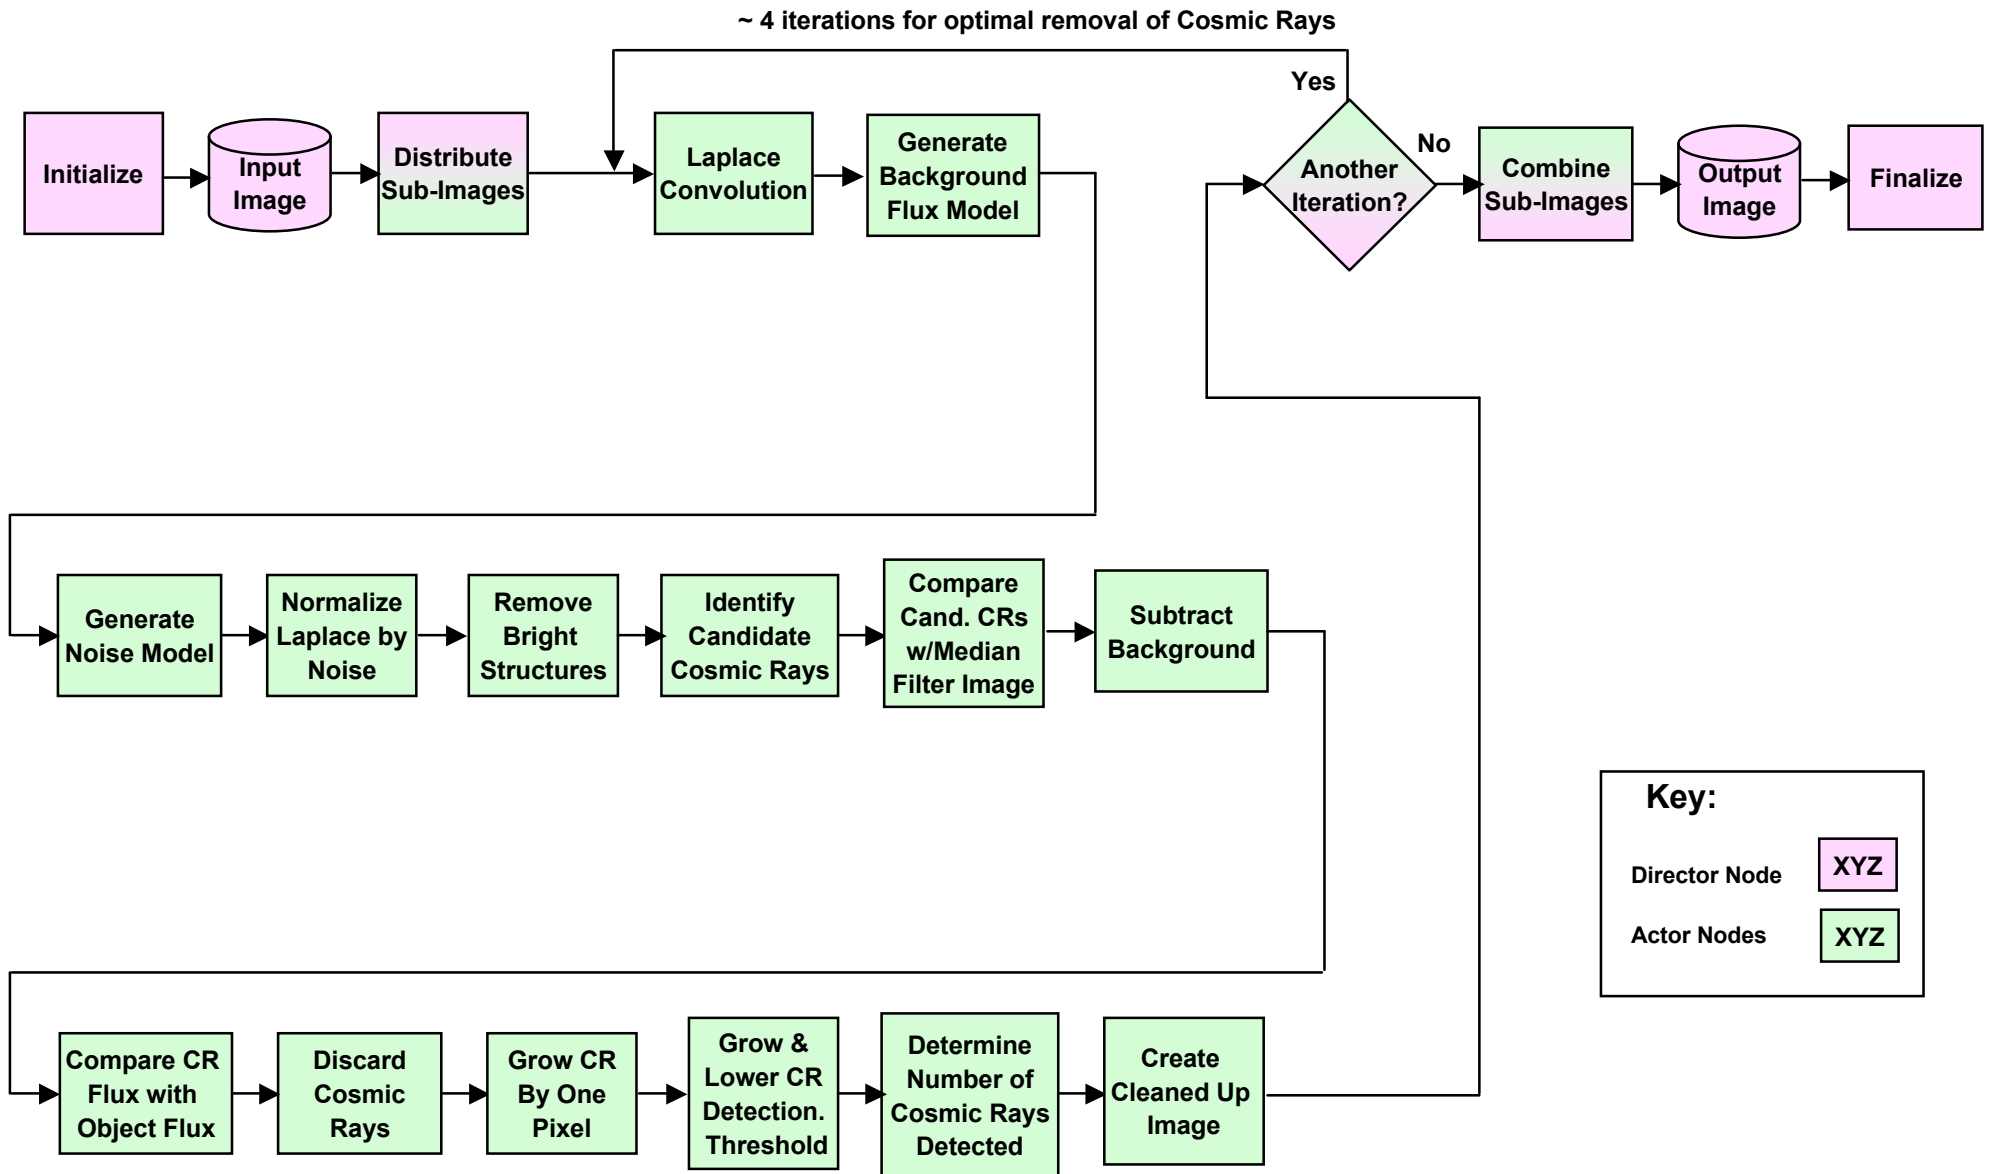 ~ 4 iterations for optimal removal of Cosmic Rays
Yes
Initialize
Input
Image
Distribute
Sub-Images
Laplace
Convolution
Generate
Background
Flux Model
Another
Iteration?
No
Combine
Sub-Images
Output
Image
Finalize
Generate
Noise Model
Normalize
Laplace by
Noise
Remove
Bright
Structures
Identify
Candidate
Cosmic Rays
Compare
Cand. CRs
w/Median
Filter Image
Subtract
Background
Compare CR
Flux with
Object Flux
Discard
Cosmic
Rays
Grow CR
By One
Pixel
Grow &
Lower CR
Detection.
Threshold
Determine
Number of
Cosmic Rays
Detected
Create
Cleaned Up
Image
Key:
Director Node
XYZ
Actor Nodes
XYZ